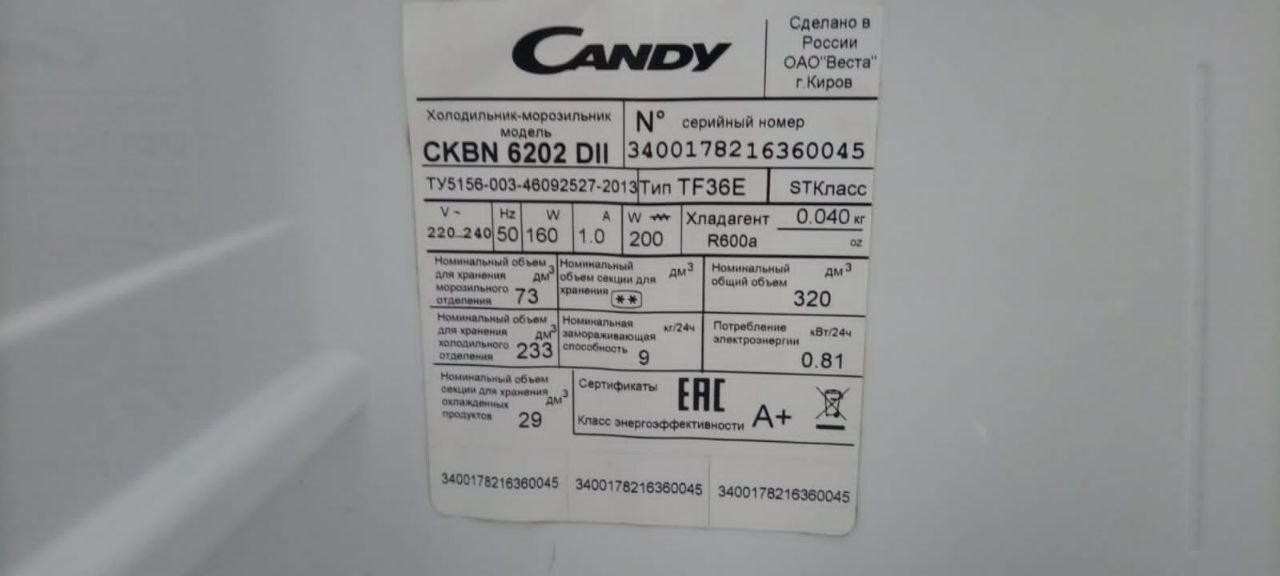 CANDY
Сделано в
России
ОАО"Веста"
г.Киров
Холодильник-морозильник
модель
CKBN 6202 DII
N° серийный номер
3400178216360045
ТУ5156-003-46092527-2013
Тип TF36E
STКласс
V~
220-240
Hz
50
W
160
A
1.0
W
200
Хладагент
R600a
0.040 кг
oz
Номинальный объем
для хранения дм³
морозильного
отделения 73
Номинальный дм³
объем секции для
хранения **
Номинальный дм³
общий объем
320
Номинальный объем
для хранения дм³
холодильного
отделения 233
Номинальная кг/24ч
замораживающая
способность 9
Потребление кВт/24ч
электроэнергии
0.81
Номинальный объем
секции для хранения дм³
охлажденных
продуктов 29
Сертификаты EAC
Класс энергоэффективности A+
3400178216360045 3400178216360045 3400178216360045